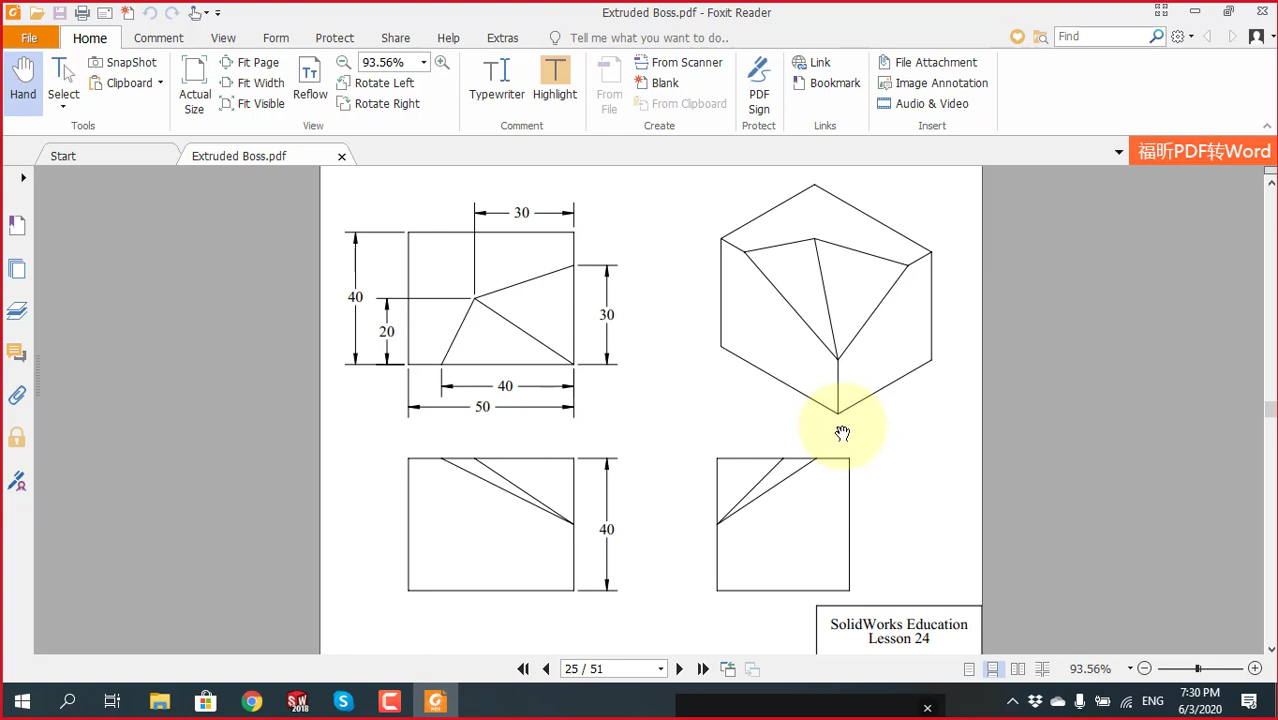 Extruded Boss.pdf - Foxit Reader
File Home Comment View Form Protect Share Help Extras Tell me what you want to do.. Find
Hand
Select
SnapShot
Clipboard
Tools
Actual Size
Fit Page
Fit Width
Fit Visible
Reflow
93.56%
Rotate Left
Rotate Right
View
Typewriter
Highlight
Comment
From File
From Scanner
Blank
From Clipboard
Create
PDF Sign
Protect
Link
Bookmark
Links
File Attachment
Image Annotation
Audio & Video
Insert
Start
Extruded Boss.pdf
福昕PDF转Word
30
40
20
30
40
50
40
SolidWorks Education
Lesson 24
25 / 51
93.56%
SW
2018
ENG
7:30 PM
6/3/2020